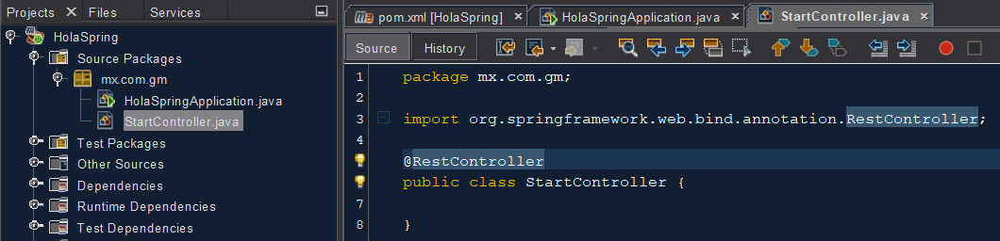 Projects × Files Services
HolaSpring
Source Packages
mx.com.gm
HolaSpringApplication.java
StartController.java
Test Packages
Other Sources
Dependencies
Runtime Dependencies
Test Dependencies
pom.xml [HolaSpring] × HolaSpringApplication.java × StartController.java ×
Source History
1 package mx.com.gm;
2
3 import org.springframework.web.bind.annotation.RestController;
4
@RestController
public class StartController {
7
8 }